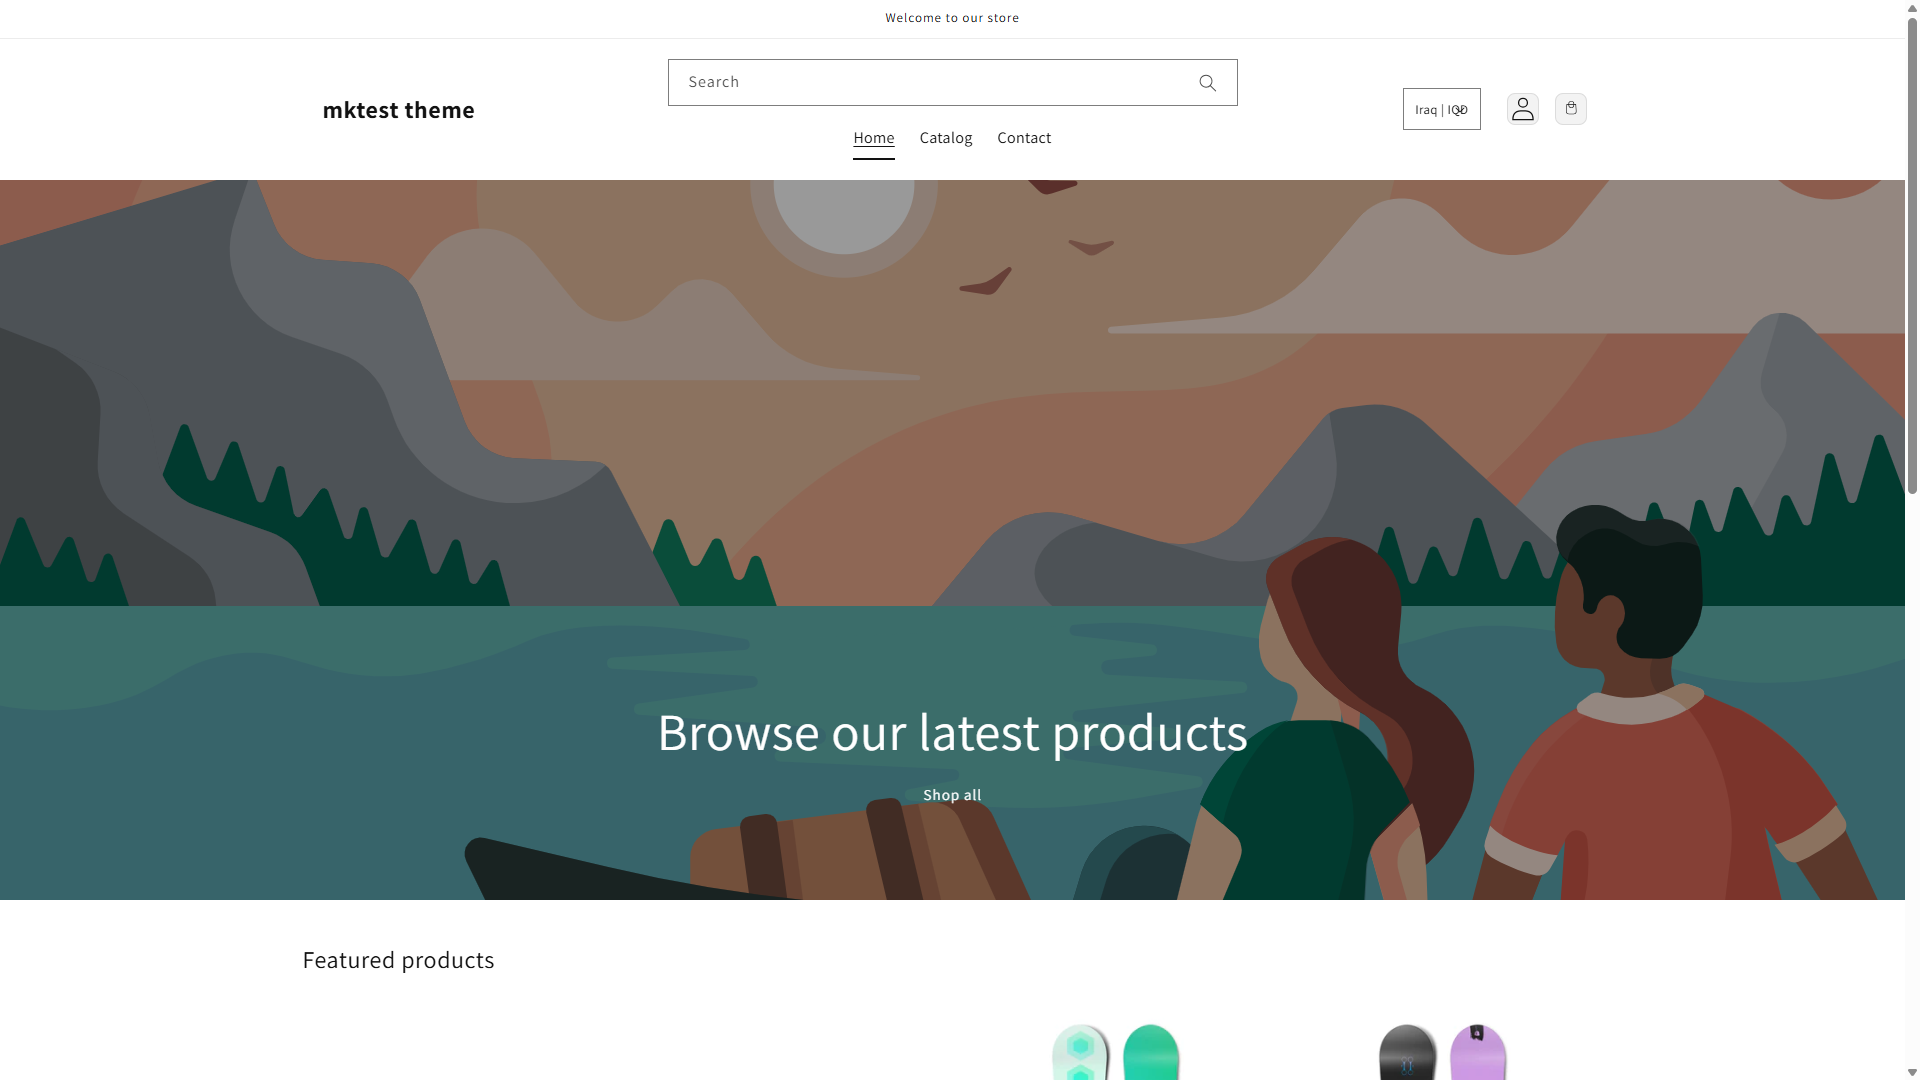 Welcome to our store
Search
mktest theme
Iraq | IQD
Home Catalog Contact
Browse our latest products
Shop all
Featured products